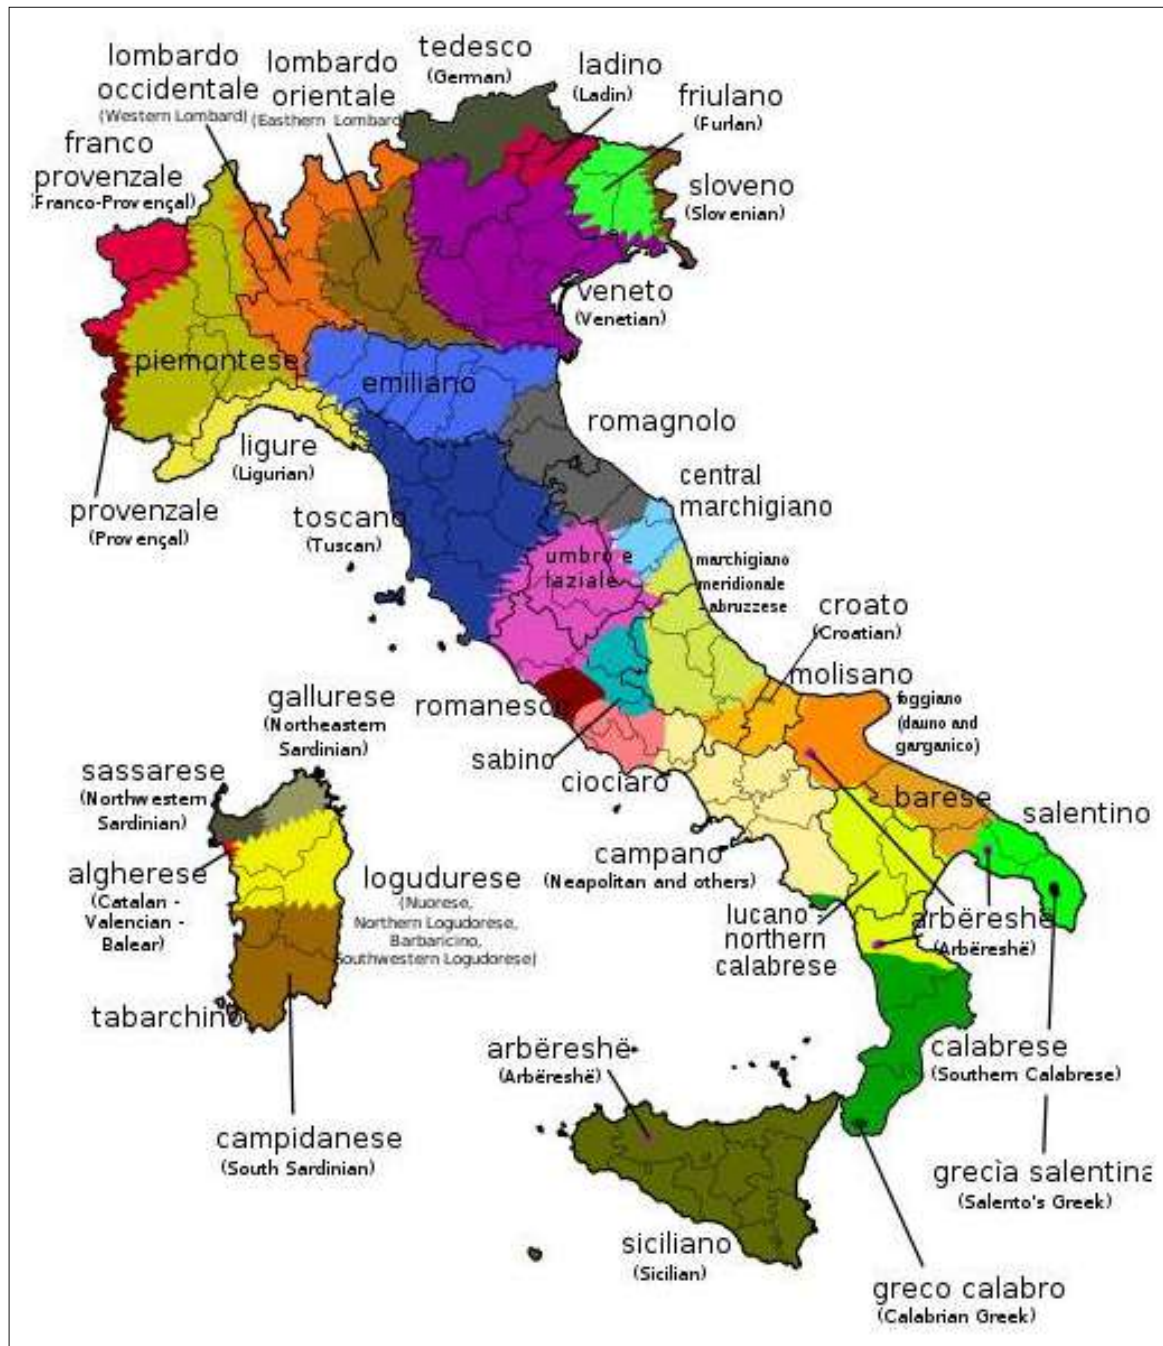 lombardo
occidentale
(Western Lombard)
lombardo
orientale
(Easthern Lombard
tedesco
(German)
ladino
(Ladin)
friulano
(Furlan)
franco
provenzale
(Franco-Provençal)
sloveno
(Slovenian)
veneto
(Venetian)
piemontese
emiliano
romagnolo
ligure
(Ligurian)
central
marchigiano
provenzale
(Provençal)
toscano
(Tuscan)
umbro e
laziale
marchigiano
meridionale
- abruzzese
croato
(Croatian)
molisano
gallurese
(Northeastern
Sardinian)
romanesco
foggiano
(dauno and
garganico)
sabino
sassarese
(Northwestern
Sardinian)
ciociaro
barese
salentino
algherese
(Catalan -
Valencian -
Balear)
logudurese
(Nuorese,
Northern Logudorese,
Barbaricino,
Southwestern Logudorese)
campano
(Neapolitan and others)
lucano
northern
calabrese
arbëreshë
(Arbëreshë)
tabarchino
arbëreshë
(Arbëreshë)
calabrese
(Southern Calabrese)
campidanese
(South Sardinian)
grecìa salentina
(Salento's Greek)
siciliano
(Sicilian)
greco calabro
(Calabrian Greek)